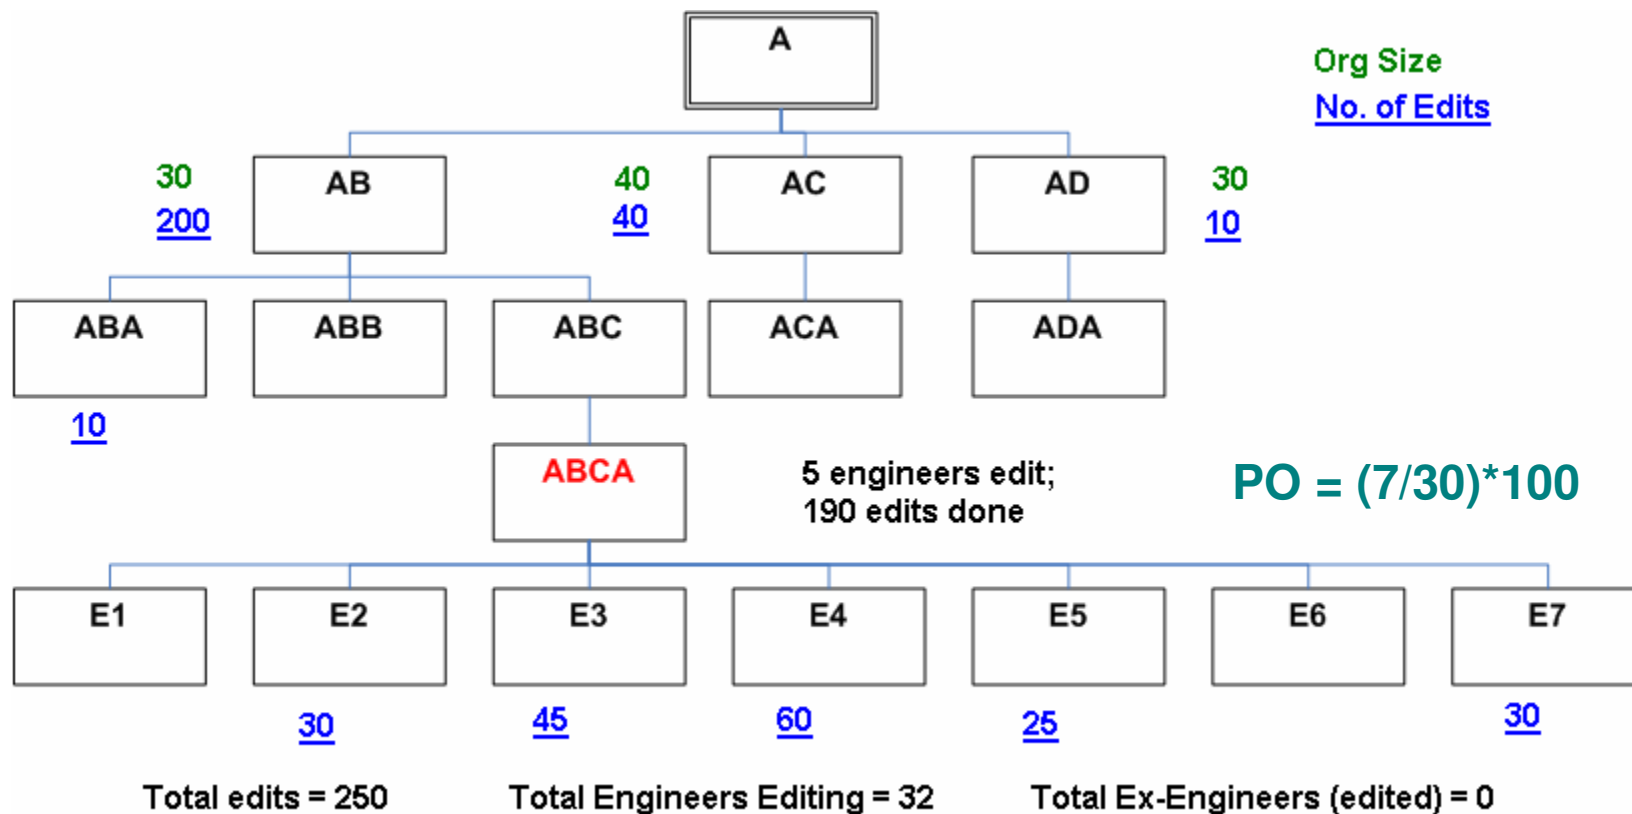 A
Org Size
No. of Edits
30
200
AB
40
40
AC
AD
30
10
ABA
ABB
ABC
ACA
ADA
10
ABCA
5 engineers edit;
190 edits done
PO = (7/30)*100
E1
E2
E3
E4
E5
E6
E7
30
45
60
25
30
Total edits = 250
Total Engineers Editing = 32
Total Ex-Engineers (edited) = 0